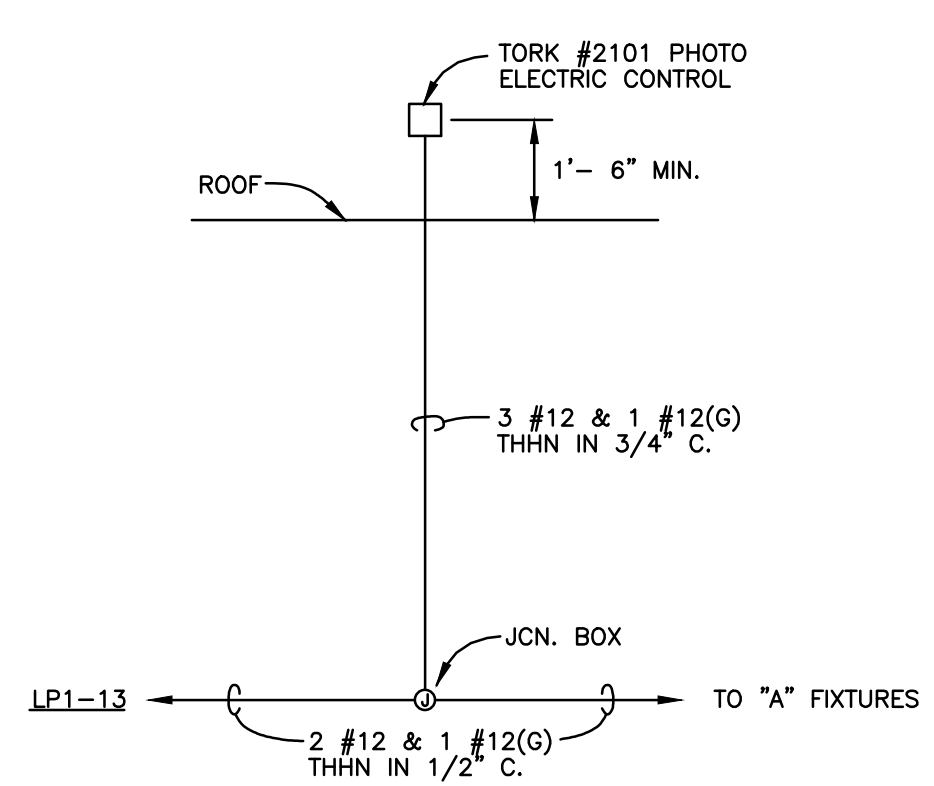 TORK #2101 PHOTO
ELECTRIC CONTROL
1'- 6" MIN.
ROOF
3 #12 & 1 #12(G)
THHN IN 3/4" C.
JCN. BOX
LP1-13
J
TO "A" FIXTURES
2 #12 & 1 #12(G)
THHN IN 1/2" C.